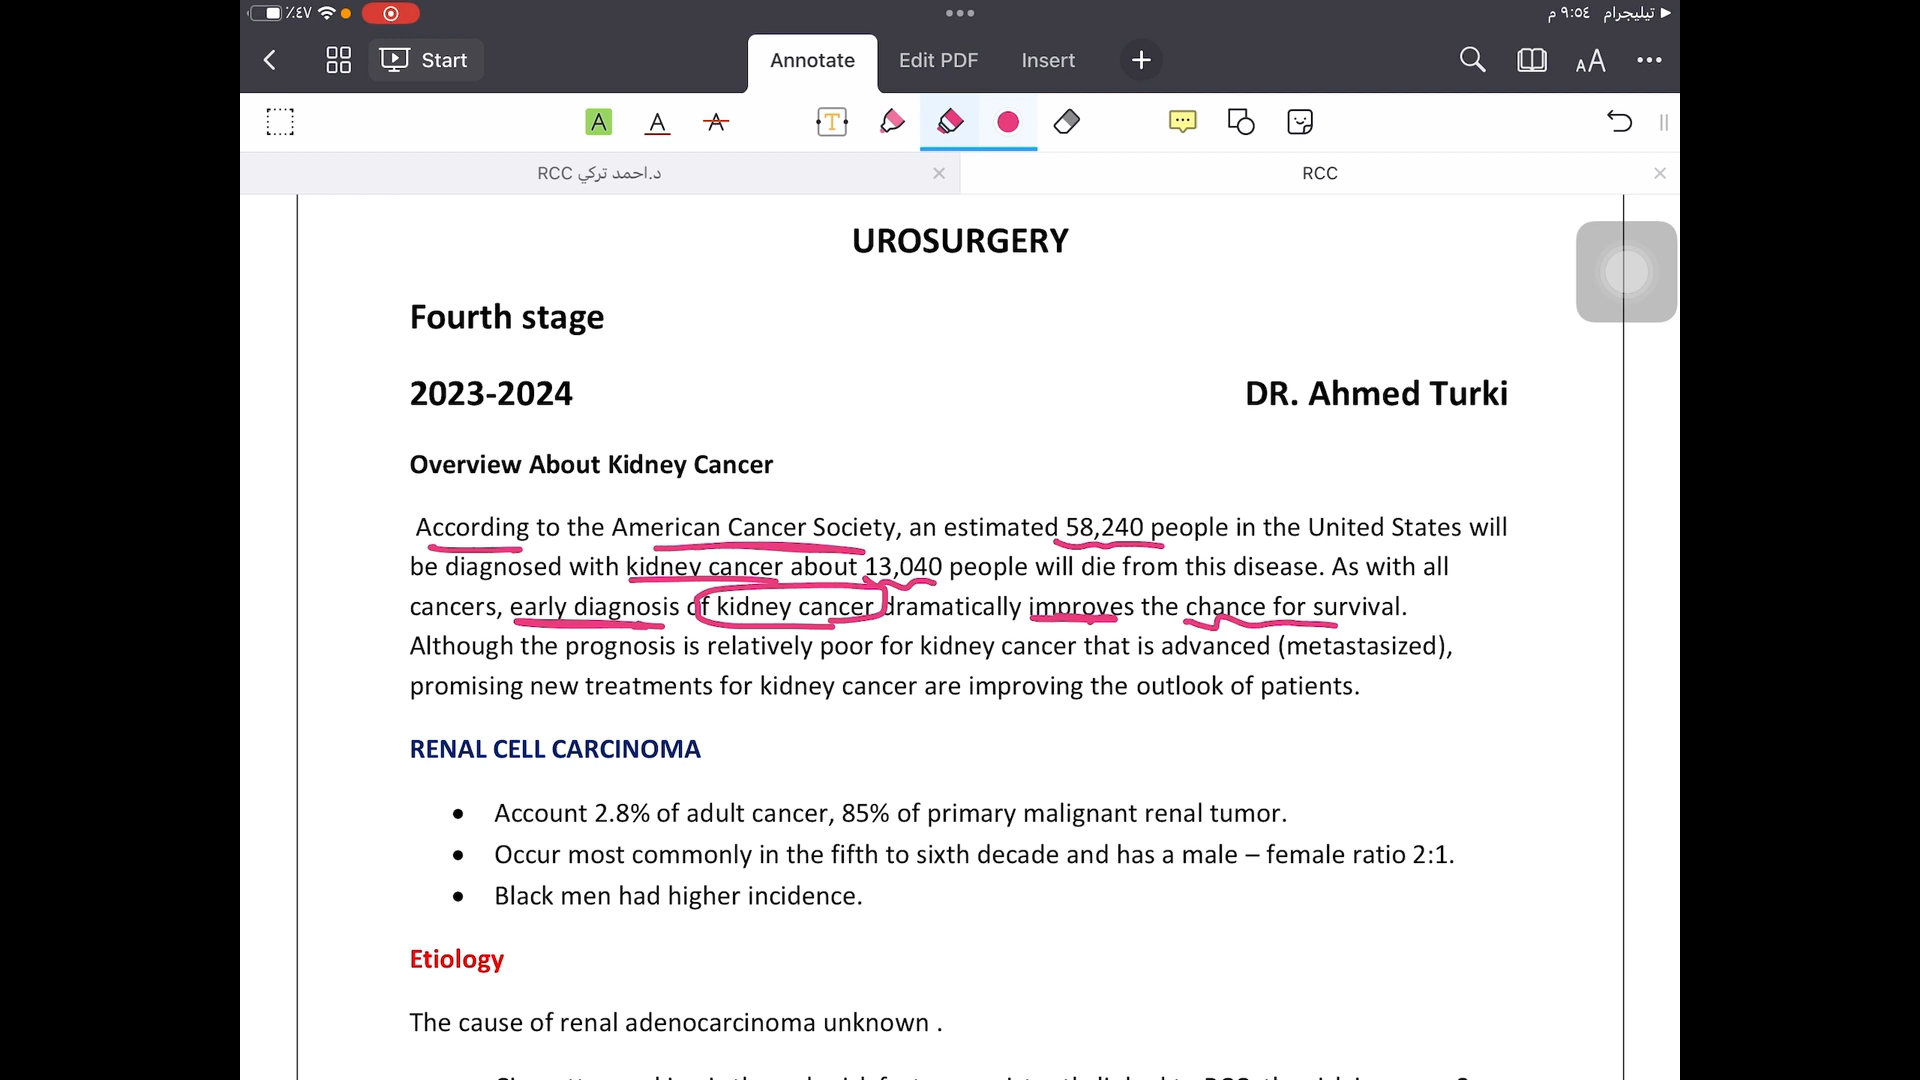 ٪٤٧
تيليجرام ٩:٥٤ م
Start
Annotate
Edit PDF
Insert
RCC د.احمد تركي
RCC
UROSURGERY
Fourth stage
2023-2024 DR. Ahmed Turki
Overview About Kidney Cancer
According to the American Cancer Society, an estimated 58,240 people in the United States will
be diagnosed with kidney cancer about 13,040 people will die from this disease. As with all
cancers, early diagnosis of kidney cancer dramatically improves the chance for survival.
Although the prognosis is relatively poor for kidney cancer that is advanced (metastasized),
promising new treatments for kidney cancer are improving the outlook of patients.
RENAL CELL CARCINOMA
• Account 2.8% of adult cancer, 85% of primary malignant renal tumor.
• Occur most commonly in the fifth to sixth decade and has a male – female ratio 2:1.
• Black men had higher incidence.
Etiology
The cause of renal adenocarcinoma unknown .